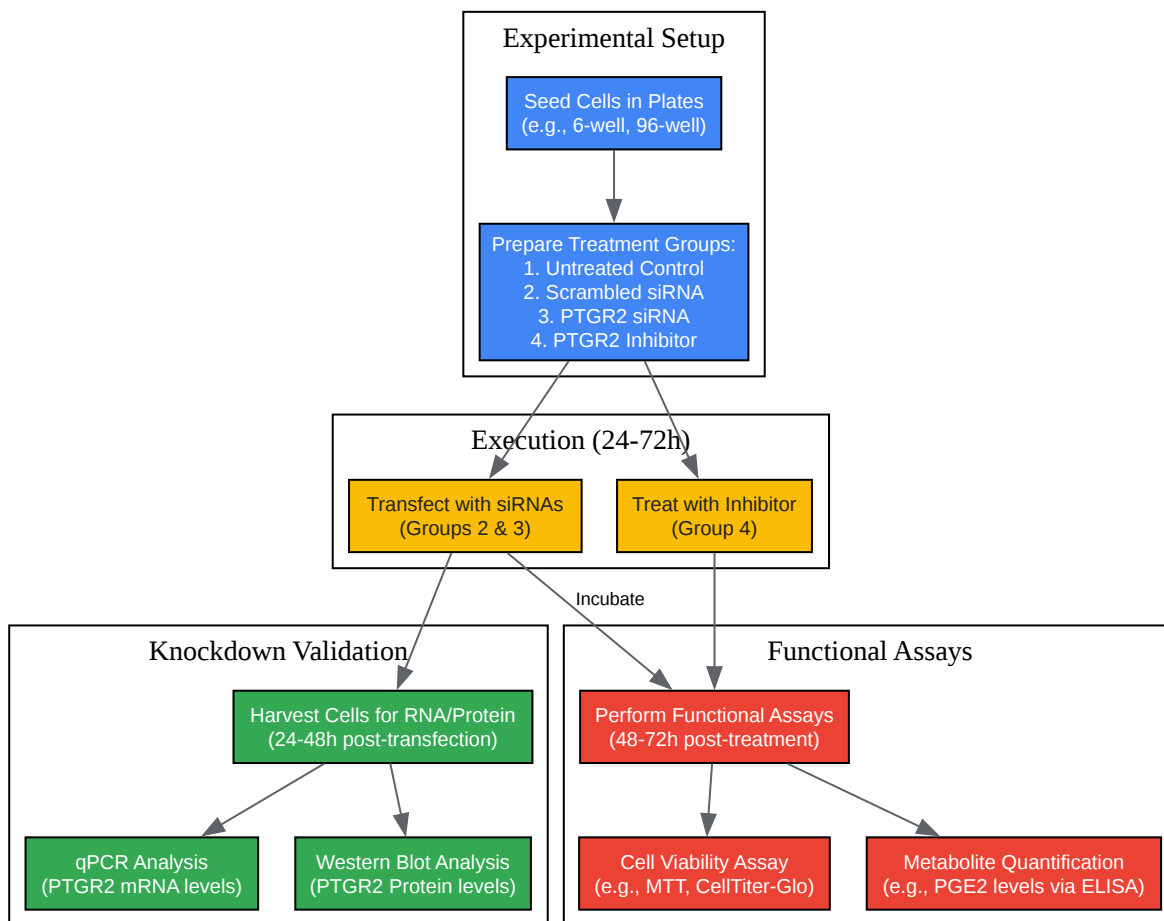 Experimental Setup
Seed Cells in Plates
(e.g., 6-well, 96-well)
Prepare Treatment Groups:
1. Untreated Control
2. Scrambled siRNA
3. PTGR2 siRNA
4. PTGR2 Inhibitor
Execution (24-72h)
Transfect with siRNAs
(Groups 2 & 3)
Treat with Inhibitor
(Group 4)
Incubate
Knockdown Validation
Harvest Cells for RNA/Protein
(24-48h post-transfection)
qPCR Analysis
(PTGR2 mRNA levels)
Western Blot Analysis
(PTGR2 Protein levels)
Functional Assays
Perform Functional Assays
(48-72h post-treatment)
Cell Viability Assay
(e.g., MTT, CellTiter-Glo)
Metabolite Quantification
(e.g., PGE2 levels via ELISA)